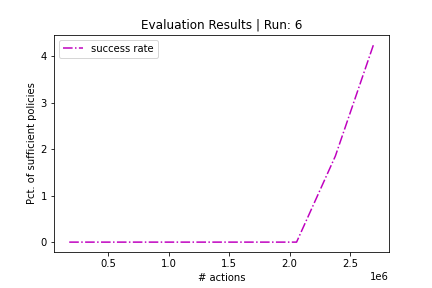 Evaluation Results | Run: 6
success rate
Pct. of sufficient policies
4
3
2
1
0
0.5 1.0 1.5 2.0 2.5
1e6
# actions